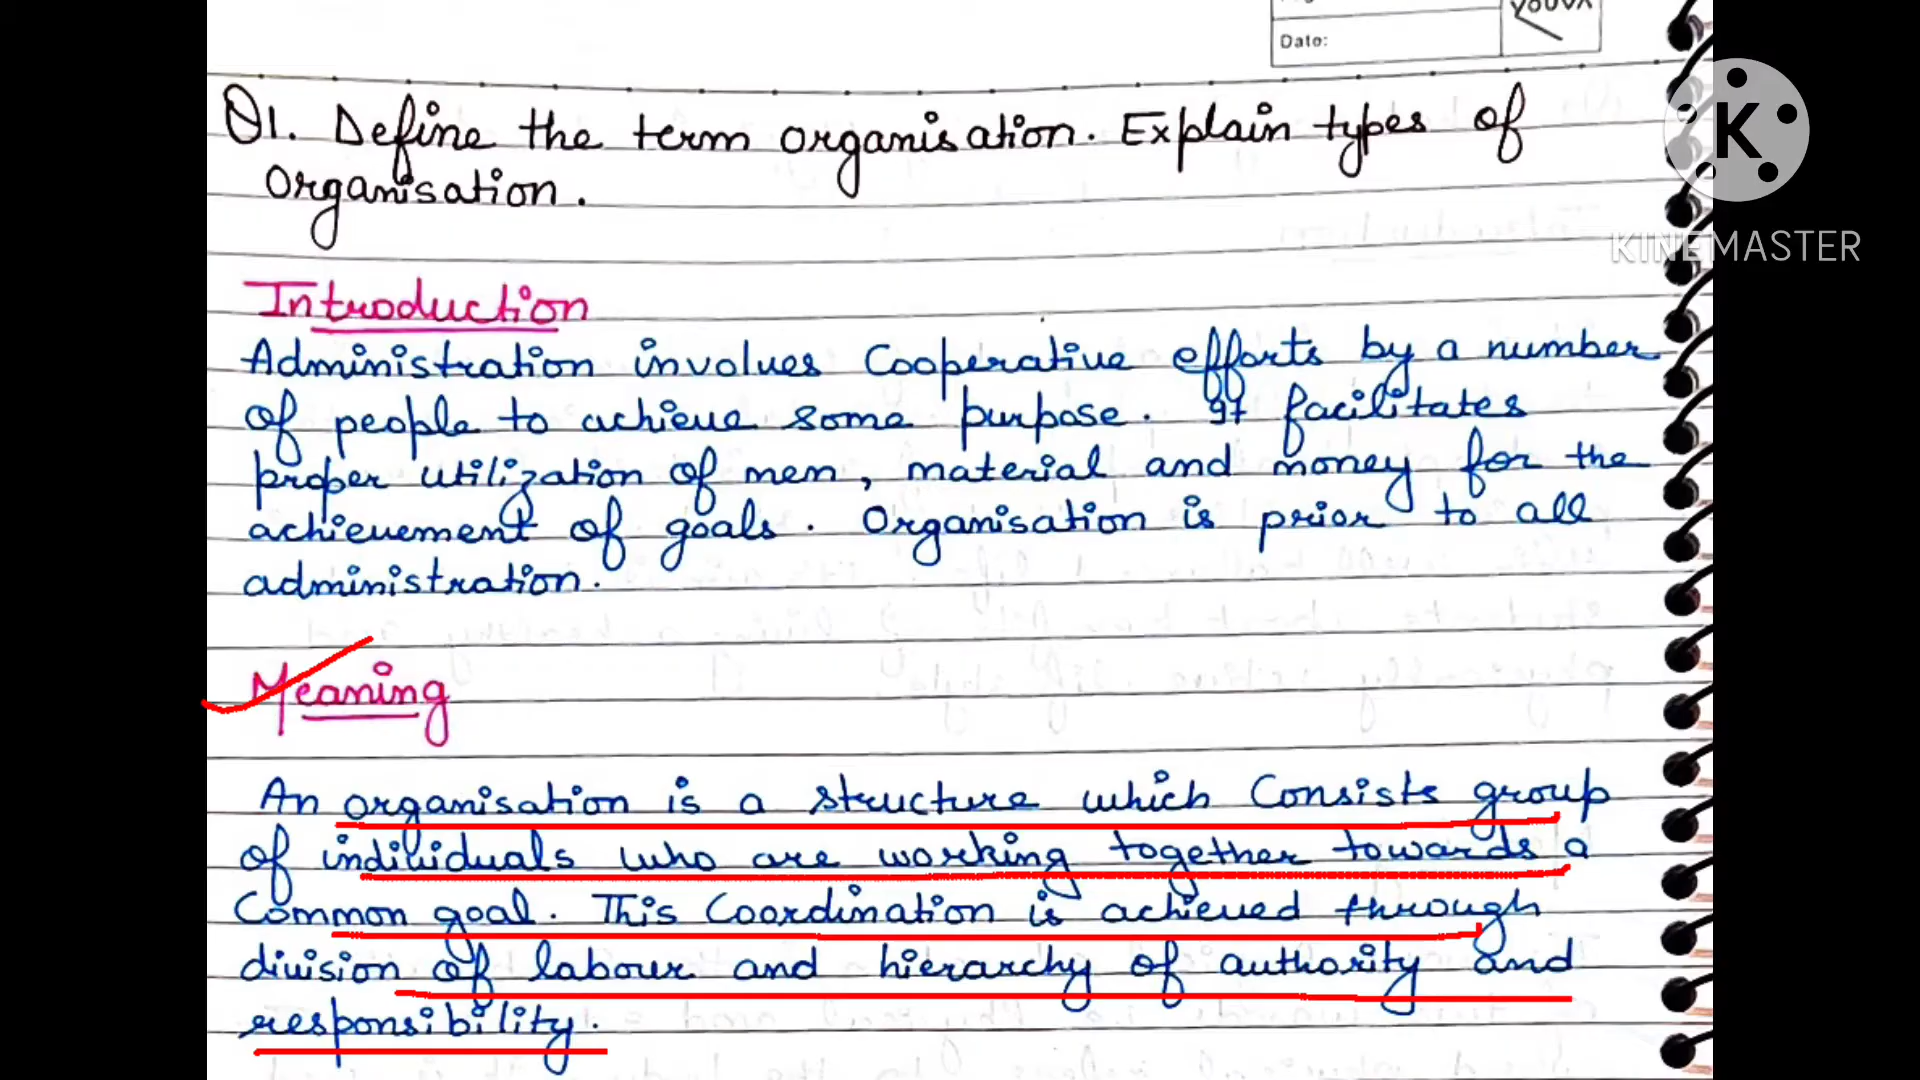 YOUVA
Date:
Q1. Define the term organisation. Explain types of
Organisation.
KINEMASTER
Introduction
Administration involves Cooperative efforts by a number
of people to achieve some purpose. It facilitates
proper utilization of men, material and money for the
achievement of goals. Organisation is prior to all
administration.
Meaning
An organisation is a structure which Consists group
of individuals who are working together towards a
Common goal. This Coordination is achieved through
division of labour and hierarchy of authority and
responsibility.